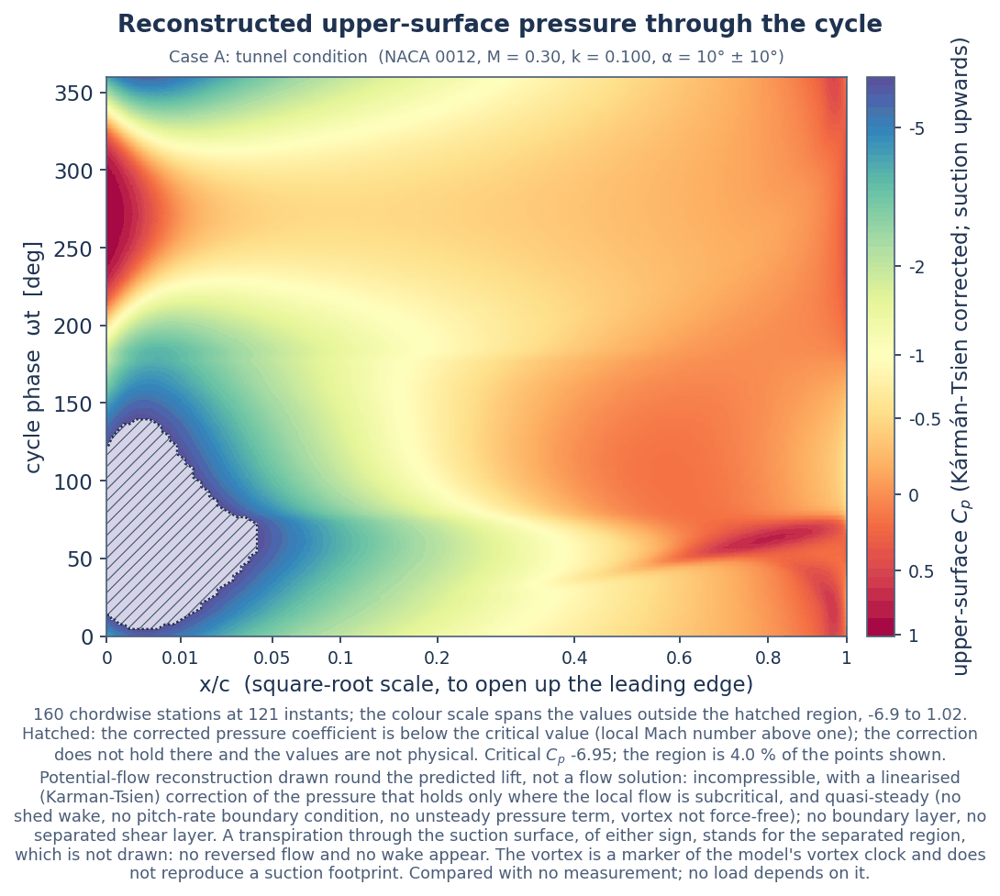 Reconstructed upper-surface pressure through the cycle
Case A: tunnel condition  (NACA 0012, M = 0.30, k = 0.100, α = 10° ± 10°)
350
300
250
200
150
100
50
0
cycle phase  ωt  [deg]
0
0.01
0.05
0.1
0.2
0.4
0.6
0.8
1
x/c  (square-root scale, to open up the leading edge)
-5
-2
-1
-0.5
0
0.5
1
upper-surface Cp (Kármán-Tsien corrected; suction upwards)
160 chordwise stations at 121 instants; the colour scale spans the values outside the hatched region, -6.9 to 1.02.
Hatched: the corrected pressure coefficient is below the critical value (local Mach number above one); the correction
does not hold there and the values are not physical. Critical Cp -6.95; the region is 4.0 % of the points shown.
Potential-flow reconstruction drawn round the predicted lift, not a flow solution: incompressible, with a linearised
(Karman-Tsien) correction of the pressure that holds only where the local flow is subcritical, and quasi-steady (no
shed wake, no pitch-rate boundary condition, no unsteady pressure term, vortex not force-free); no boundary layer, no
separated shear layer. A transpiration through the suction surface, of either sign, stands for the separated region,
which is not drawn: no reversed flow and no wake appear. The vortex is a marker of the model's vortex clock and does
not reproduce a suction footprint. Compared with no measurement; no load depends on it.